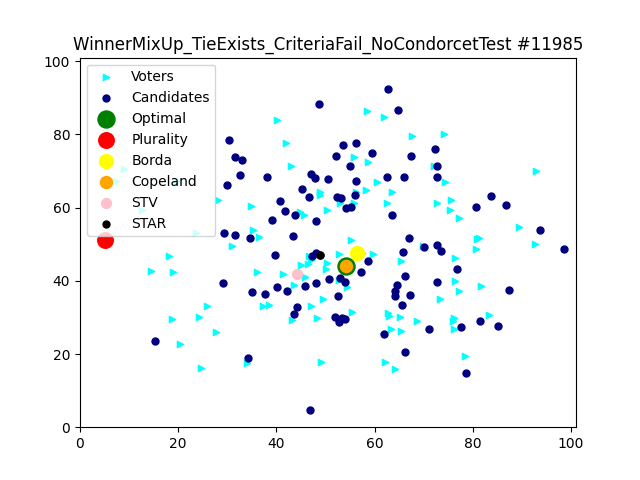 WinnerMixUp_TieExists_CriteriaFail_NoCondorcetTest #11985
100
80
60
40
20
0
Voters
Candidates
Optimal
Plurality
Borda
Copeland
STV
STAR
0 20 40 60 80 100